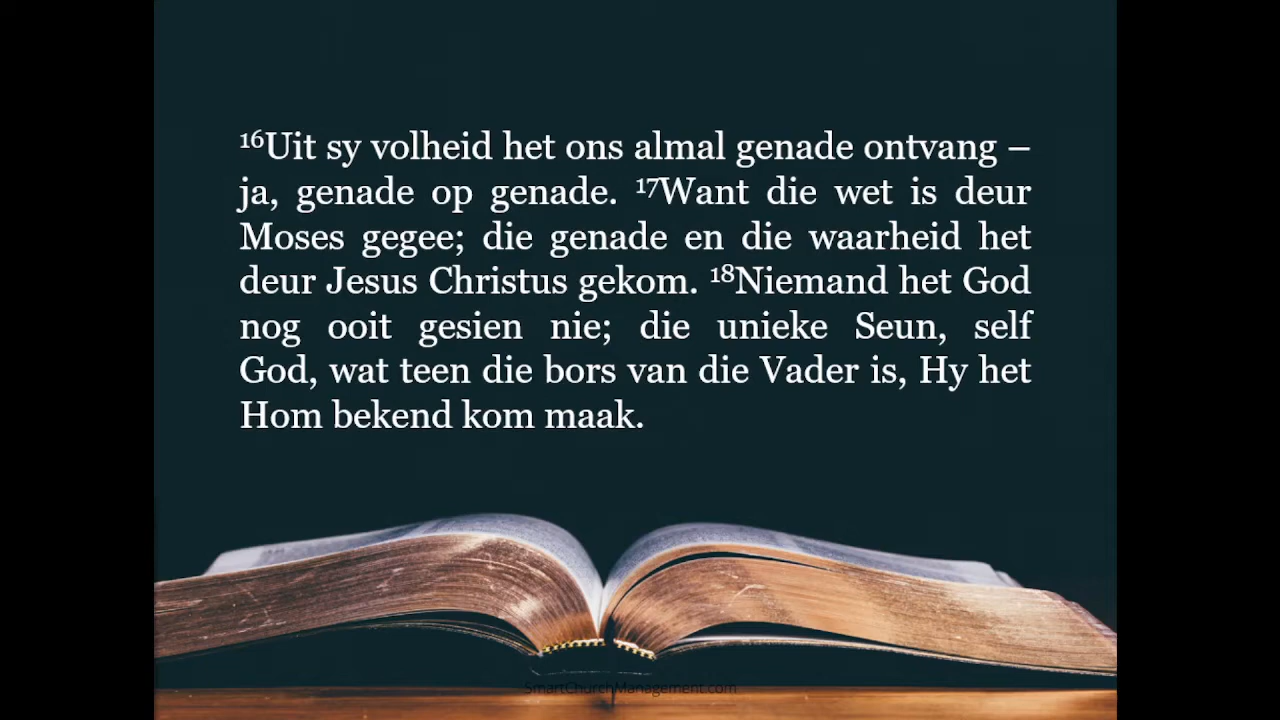 ¹⁶Uit sy volheid het ons almal genade ontvang –
ja, genade op genade. ¹⁷Want die wet is deur
Moses gegee; die genade en die waarheid het
deur Jesus Christus gekom. ¹⁸Niemand het God
nog ooit gesien nie; die unieke Seun, self
God, wat teen die bors van die Vader is, Hy het
Hom bekend kom maak.
SmartChurchManagement.com